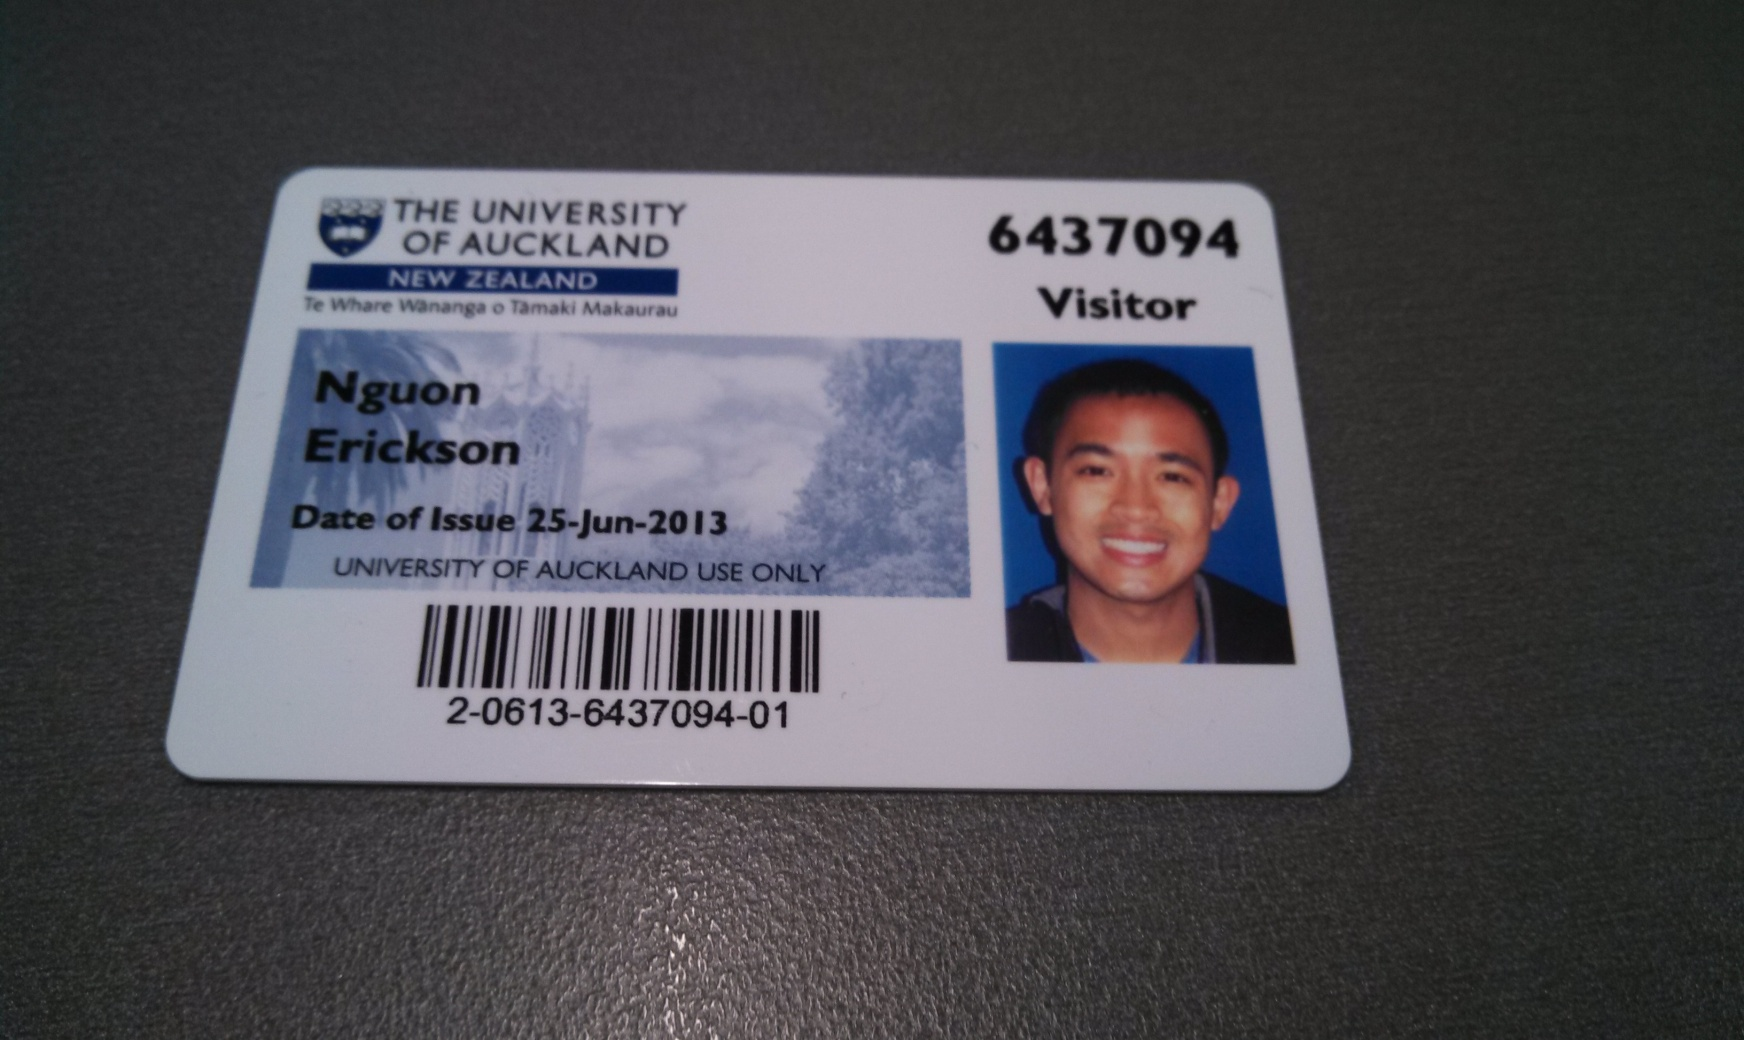 THE UNIVERSITY
OF AUCKLAND
NEW ZEALAND
Te Whare Wānanga o Tāmaki Makaurau
6437094
Visitor
Nguon
Erickson
Date of Issue 25-Jun-2013
UNIVERSITY OF AUCKLAND USE ONLY
2-0613-6437094-01